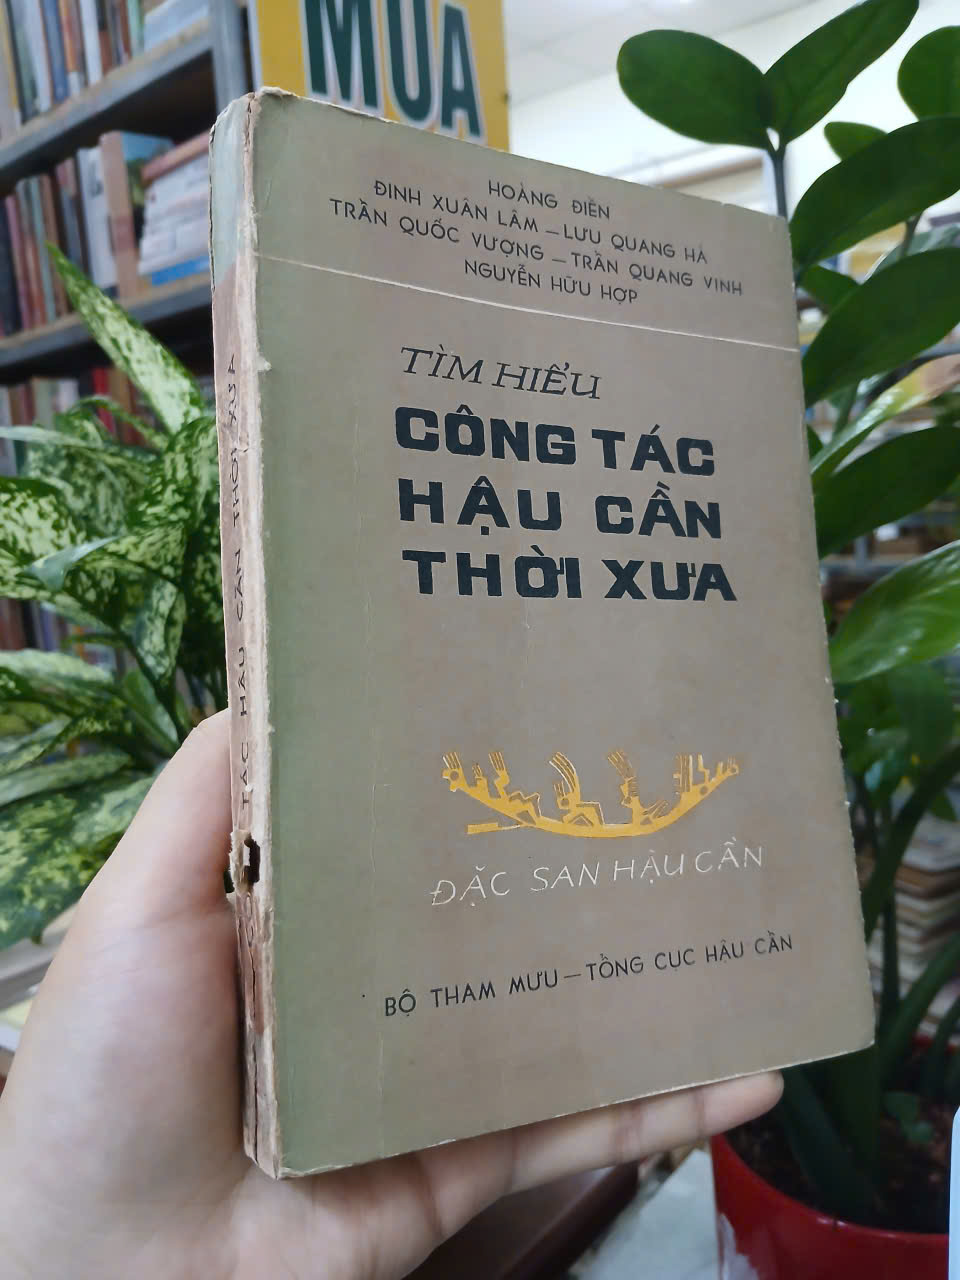 MUA
HOÀNG ĐIỀN
ĐINH XUÂN LÂM – LƯU QUANG HÀ
TRẦN QUỐC VƯỢNG – TRẦN QUANG VINH
NGUYỄN HỮU HỢP
TÌM HIỂU
CÔNG TÁC
HẬU CẦN
THỜI XƯA
ĐẶC SAN HẬU CẦN
BỘ THAM MƯU – TỔNG CỤC HẬU CẦN
TÁC HẬU CẦN THỜI XƯA